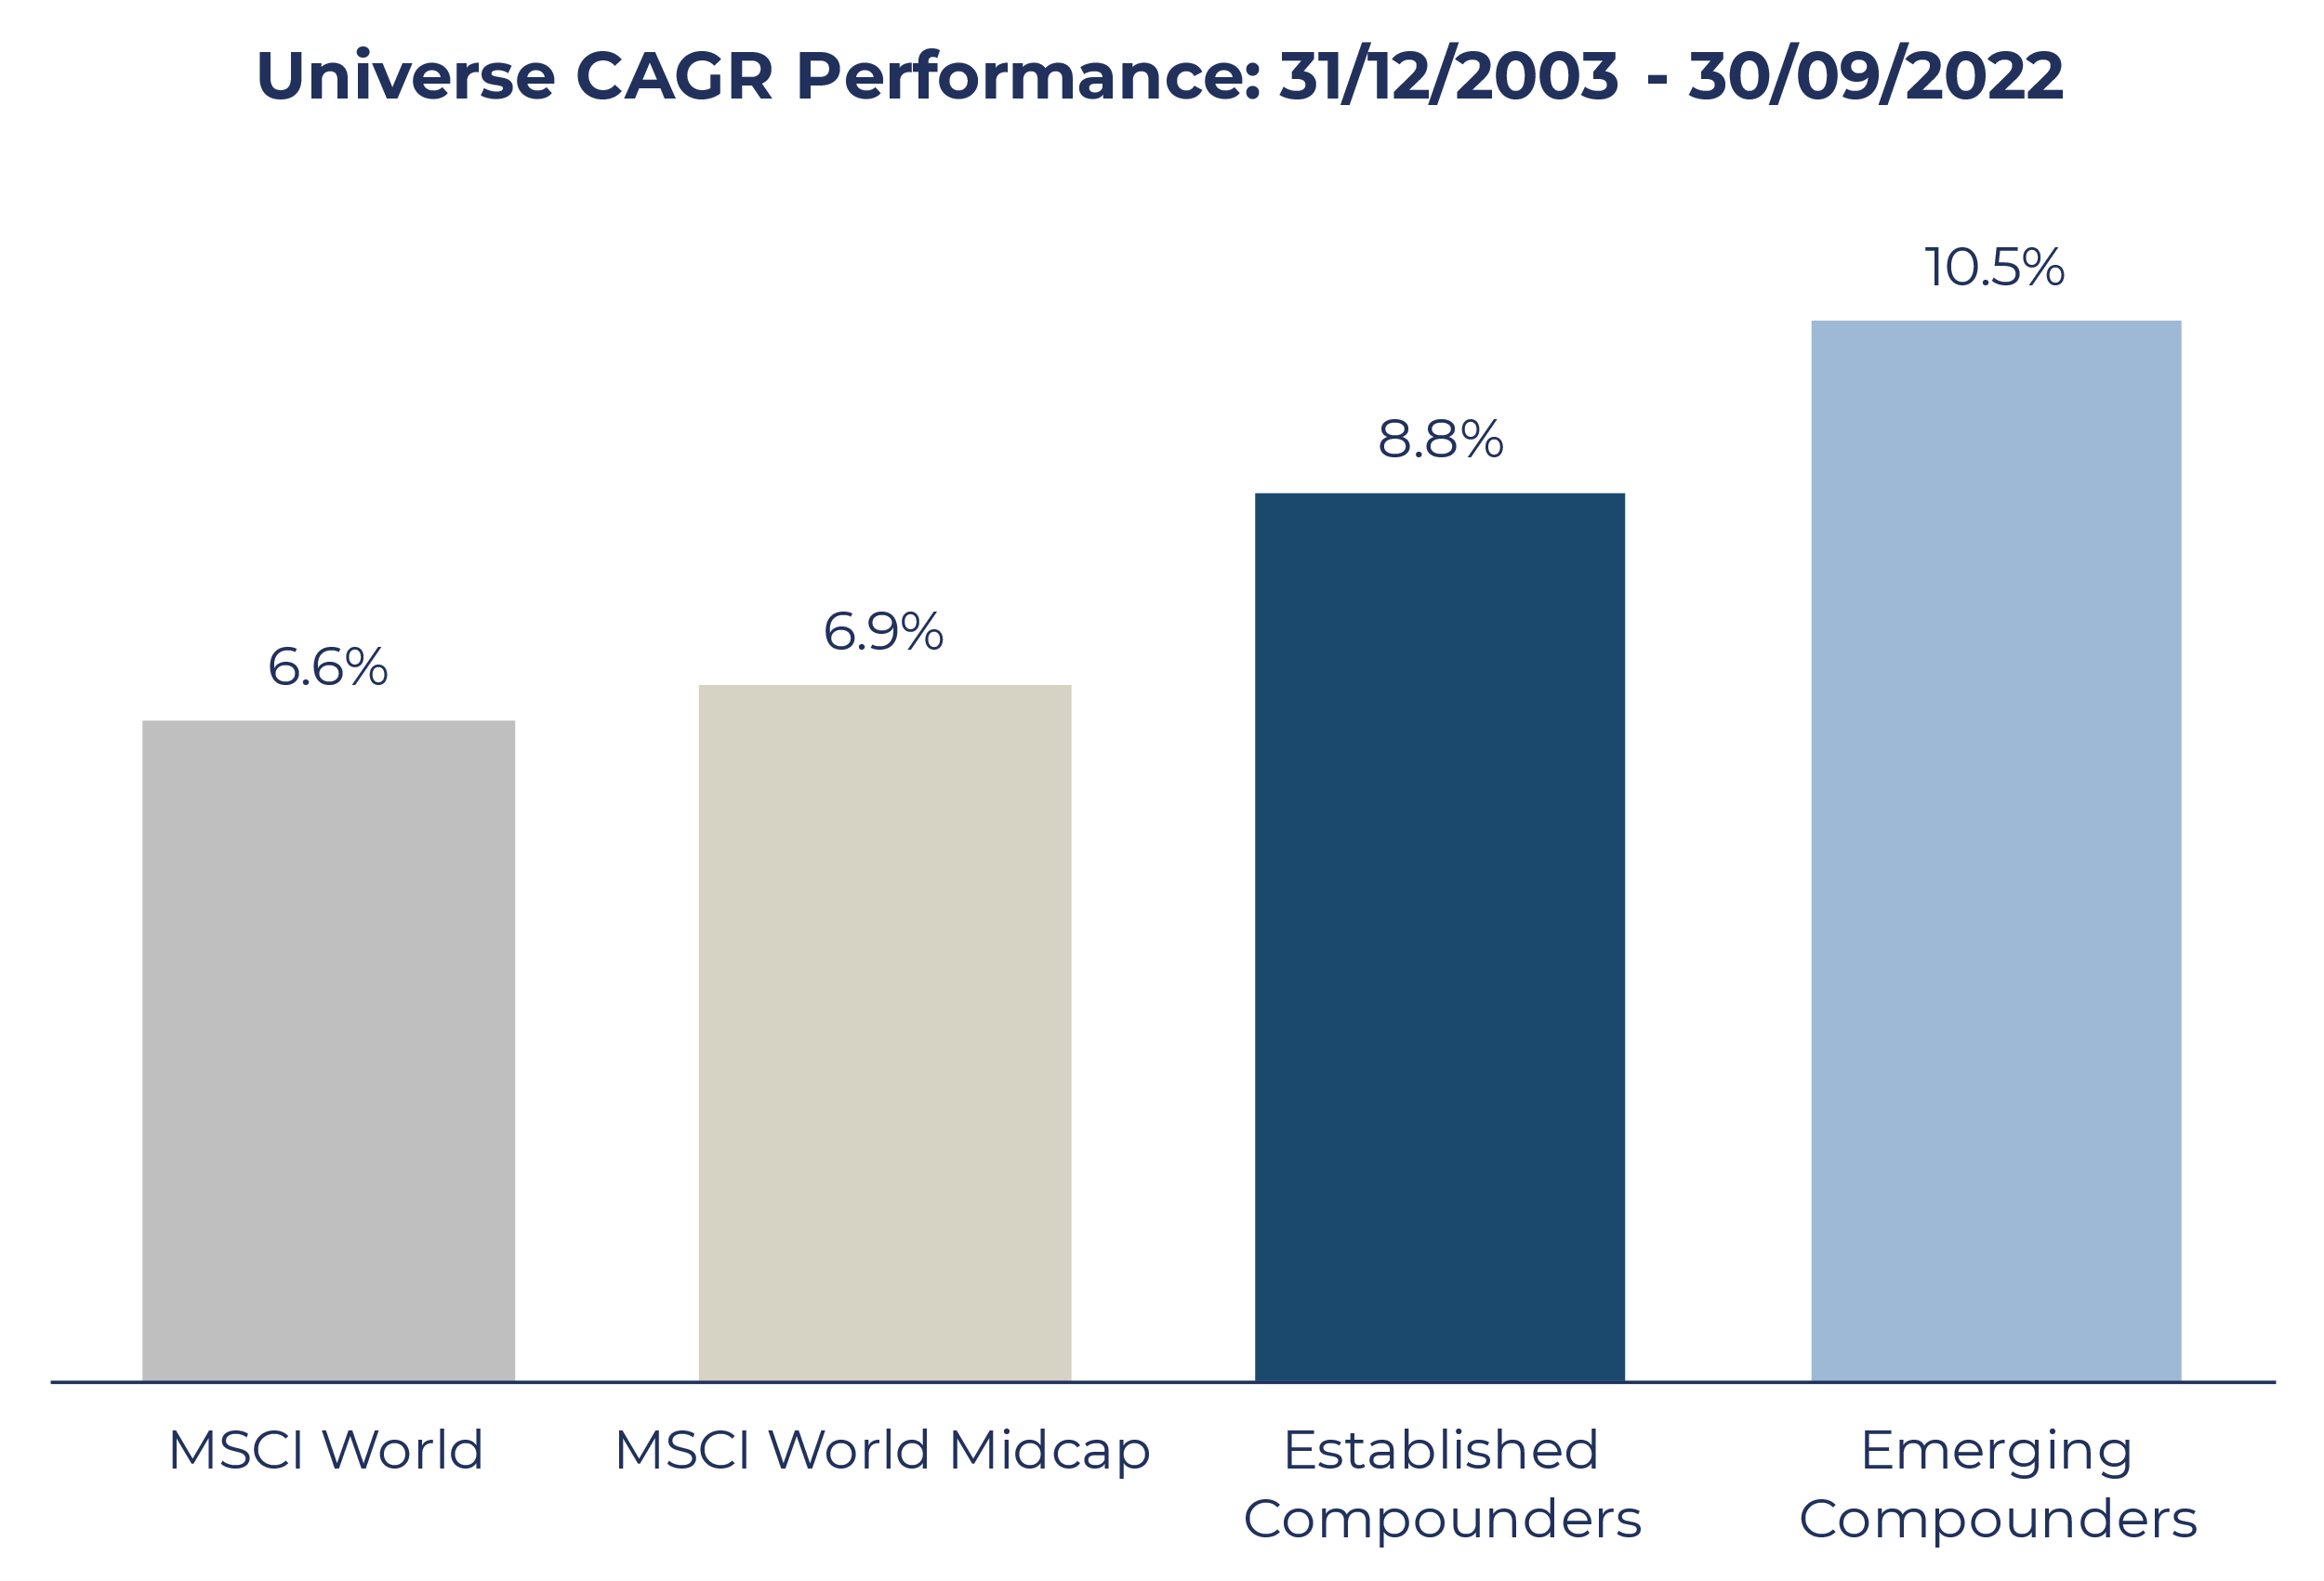 Universe CAGR Performance: 31/12/2003 - 30/09/2022
10.5%
8.8%
6.9%
6.6%
MSCI World
MSCI World Midcap
Established
Compounders
Emerging
Compounders